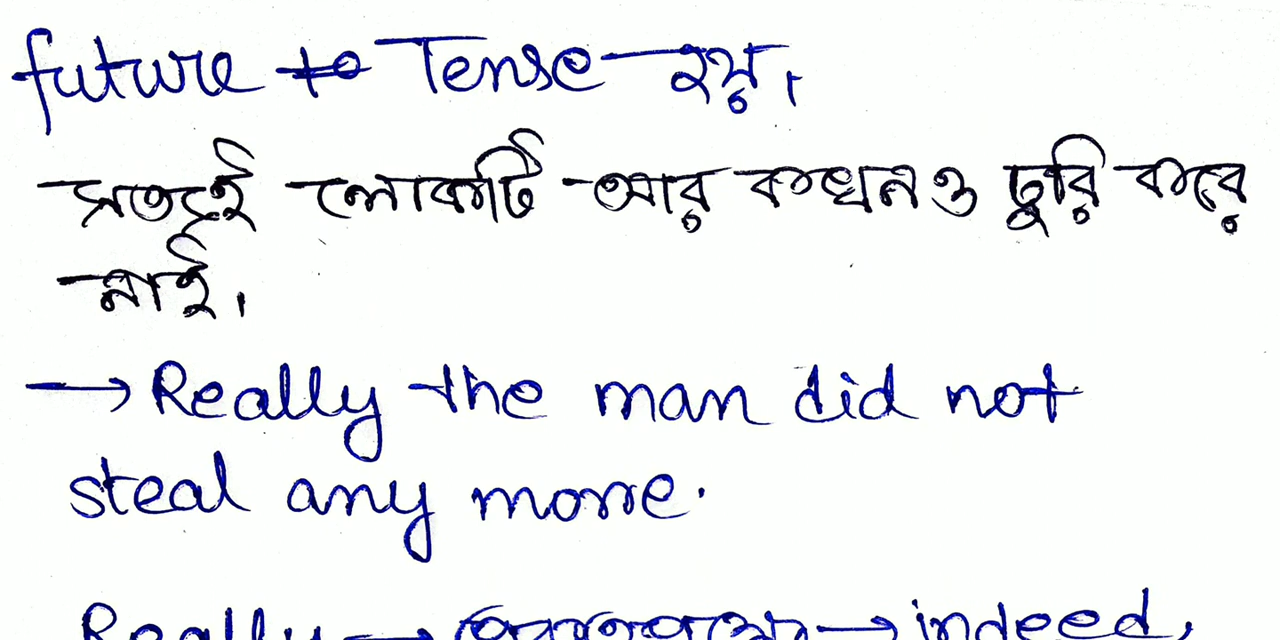 future Tense হয়।
সত্যই লোকটি আর কখনও চুরি করে
নাই।
→ Really the man did not
steal any more.
Really → → indeed,